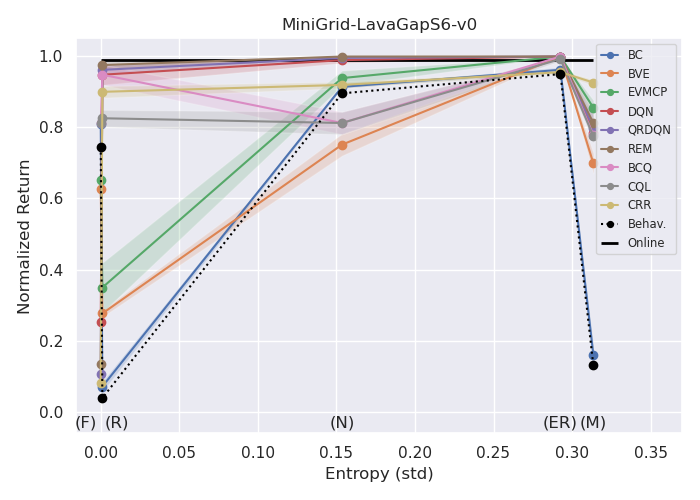 MiniGrid-LavaGapS6-v0
Normalized Return
1.0
0.8
0.6
0.4
0.2
0.0
BC
BVE
EVMCP
DQN
QRDQN
REM
BCQ
CQL
CRR
Behav.
Online
(F) (R) (N) (ER) (M)
0.00 0.05 0.10 0.15 0.20 0.25 0.30 0.35
Entropy (std)